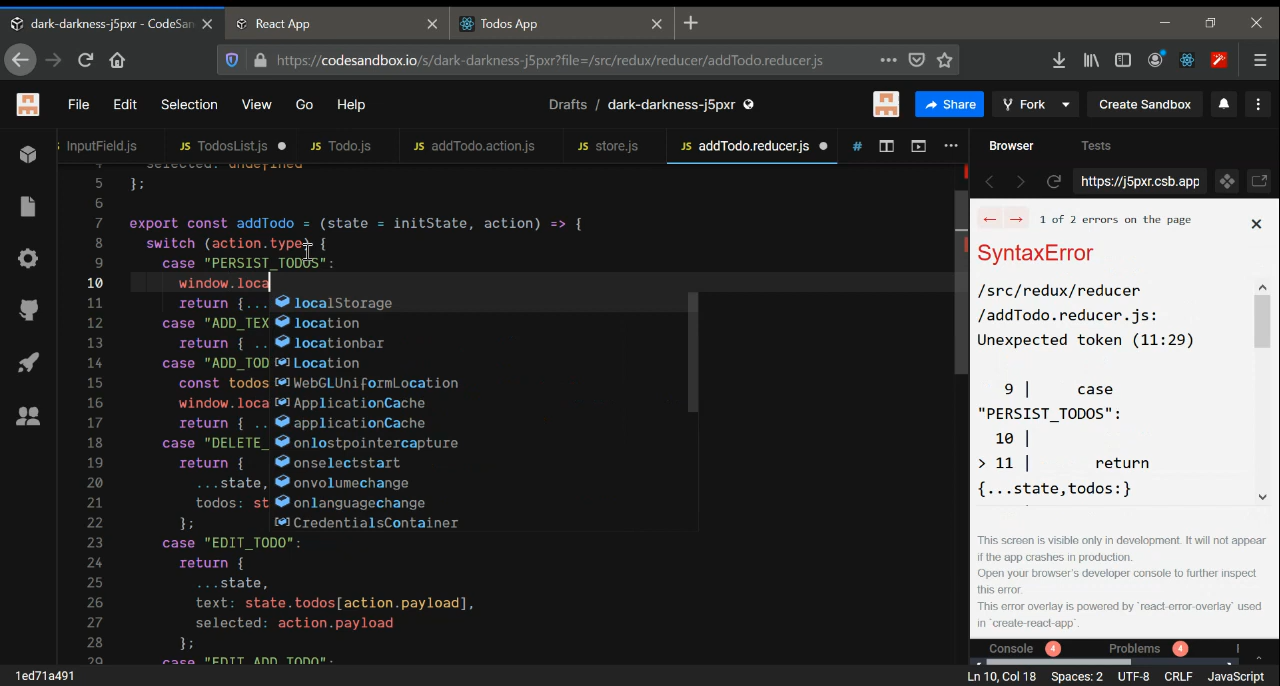 dark-darkness-j5pxr - CodeSan
React App
Todos App
https://codesandbox.io/s/dark-darkness-j5pxr?file=/src/redux/reducer/addTodo.reducer.js
File Edit Selection View Go Help
Drafts / dark-darkness-j5pxr
Share
Fork
Create Sandbox
InputField.js
JS TodosList.js
JS Todo.js
JS addTodo.action.js
JS store.js
JS addTodo.reducer.js
Browser
Tests
https://j5pxr.csb.app
4 selected: undefined
5 };
6
7 export const addTodo = (state = initState, action) => {
8 switch (action.type) {
9 case "PERSIST_TODOS":
10 window.loca
11 return {...
12 case "ADD_TEX
13 return { ..
14 case "ADD_TOD
15 const todos
16 window.loca
17 return { ..
18 case "DELETE_
19 return {
20 ...state,
21 todos: st
22 };
23 case "EDIT_TODO":
24 return {
25 ...state,
26 text: state.todos[action.payload],
27 selected: action.payload
28 };
29 case "EDIT_ADD_TODO":
localStorage
location
locationbar
Location
WebGLUniformLocation
ApplicationCache
applicationCache
onlostpointercapture
onselectstart
onvolumechange
onlanguagechange
CredentialsContainer
1 of 2 errors on the page
SyntaxError
/src/redux/reducer
/addTodo.reducer.js:
Unexpected token (11:29)
9 | case
"PERSIST_TODOS":
10 |
> 11 | return
{...state,todos:}
This screen is visible only in development. It will not appear
if the app crashes in production.
Open your browser's developer console to further inspect
this error.
This error overlay is powered by `react-error-overlay` used
in `create-react-app`.
Console 4
Problems 4
1ed71a491
Ln 10, Col 18 Spaces: 2 UTF-8 CRLF JavaScript